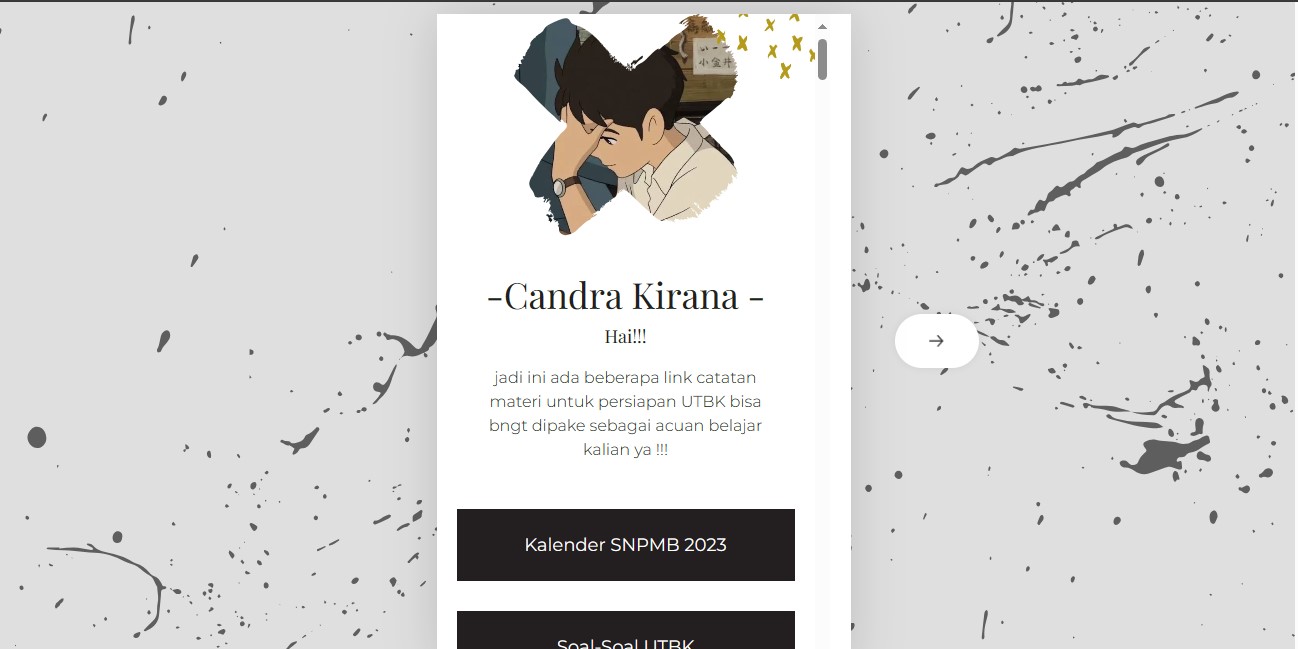 -Candra Kirana -
Hai!!!
jadi ini ada beberapa link catatan
materi untuk persiapan UTBK bisa
bngt dipake sebagai acuan belajar
kalian ya !!!
Kalender SNPMB 2023
Soal-Soal UTBK